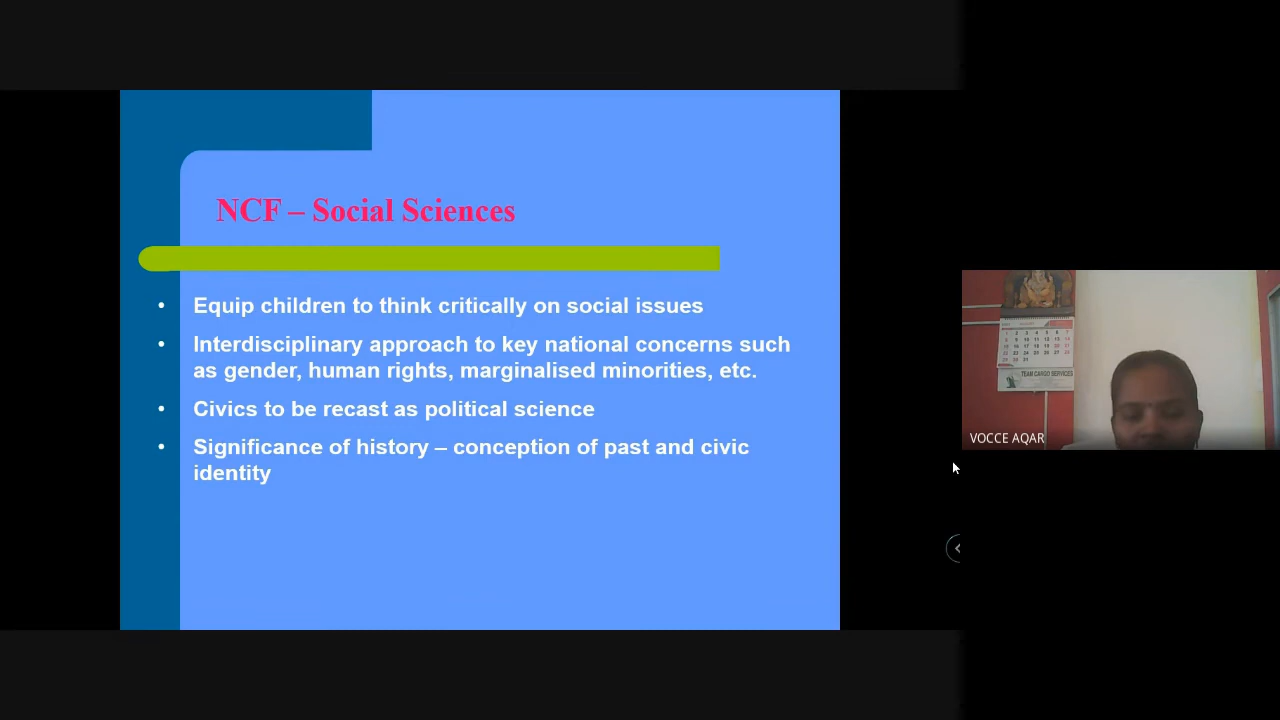 NCF – Social Sciences
• Equip children to think critically on social issues
• Interdisciplinary approach to key national concerns such
as gender, human rights, marginalised minorities, etc.
• Civics to be recast as political science
• Significance of history – conception of past and civic
identity
TEAM CARGO SERVICES
VOCCE AQAR